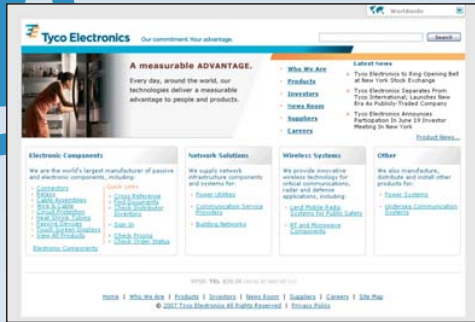 Worldwide
Tyco Electronics
Our commitment. Your advantage.
Search
A measurable ADVANTAGE.
Every day, around the world, our
technologies deliver a measurable
advantage to people and products.
Who We Are
Products
Investors
News Room
Suppliers
Careers
Latest News
Tyco Electronics to Ring Opening Bell
at New York Stock Exchange
Tyco Electronics Separates From
Tyco International; Launches New
Era As Publicly-Traded Company
Tyco Electronics Announces
Participation In June 19 Investor
Meeting In New York
Product News...
Electronic Components
We are the world's largest manufacturer of passive
and electronic components, including:
Connectors
Relays
Cable Assemblies
Wire & Cable
Circuit Protection
Heat Shrink Tubing
Passive Devices
Touch Screen Displays
View All Products
Quick Links
Cross Reference
Find Documents
Check Distributor
Inventory
Sign In
Check Pricing
Check Order Status
Electronic Components
Network Solutions
We supply network
infrastructure components
and systems for:
Power Utilities
Communication Service
Providers
Building Networks
Wireless Systems
We provide innovative
wireless technology for
critical communications,
radar and defense
applications, including:
Land Mobile Radio
Systems for Public Safety
RF and Microwave
Components
Other
We also manufacture,
distribute and install other
products for:
Power Systems
Undersea Communication
Systems
NYSE: TEL
Home | Who We Are | Products | Investors | News Room | Suppliers | Careers | Site Map
© 2007 Tyco Electronics All Rights Reserved | Privacy Policy